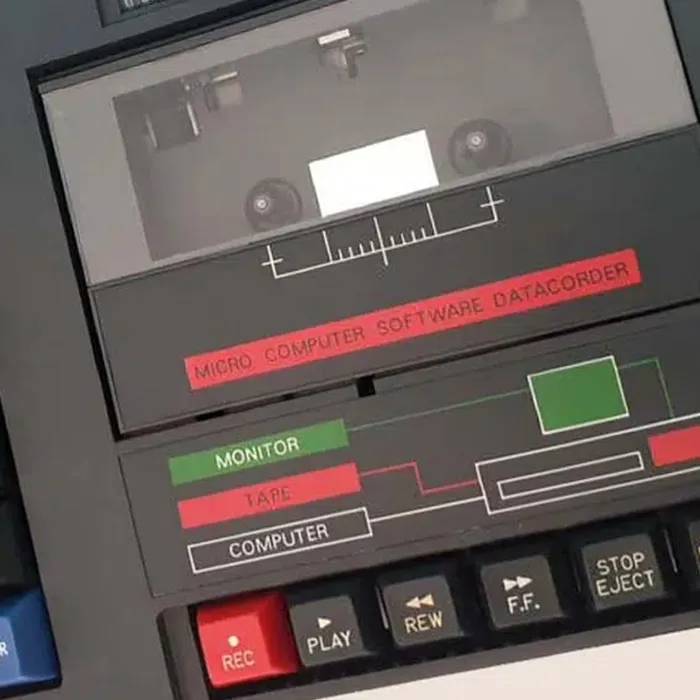 MICRO COMPUTER SOFTWARE DATACORDER
MONITOR
TAPE
COMPUTER
REC
PLAY
REW
F.F.
STOP
EJECT
R